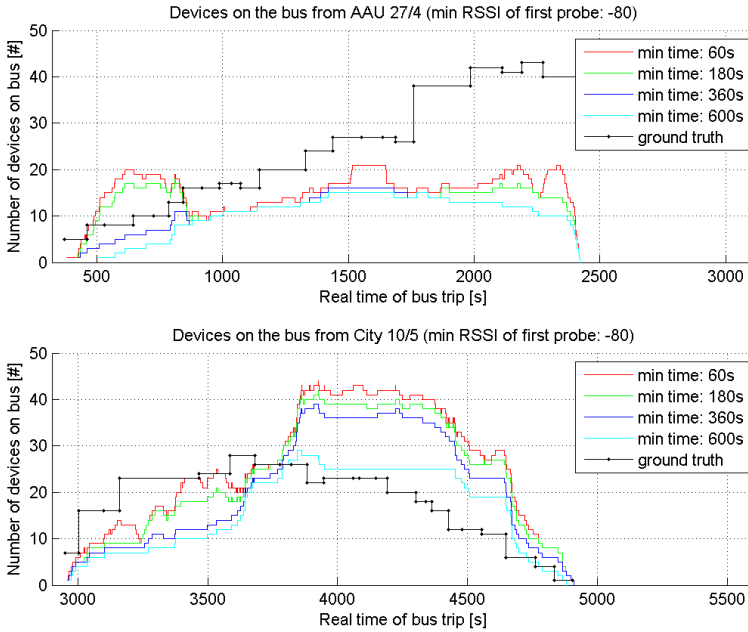 Devices on the bus from AAU 27/4 (min RSSI of first probe: -80)
Number of devices on bus [#]
50
40
30
20
10
0
min time: 60s
min time: 180s
min time: 360s
min time: 600s
ground truth
500 1000 1500 2000 2500 3000
Real time of bus trip [s]
Devices on the bus from City 10/5 (min RSSI of first probe: -80)
Number of devices on bus [#]
50
40
30
20
10
0
min time: 60s
min time: 180s
min time: 360s
min time: 600s
ground truth
3000 3500 4000 4500 5000 5500
Real time of bus trip [s]